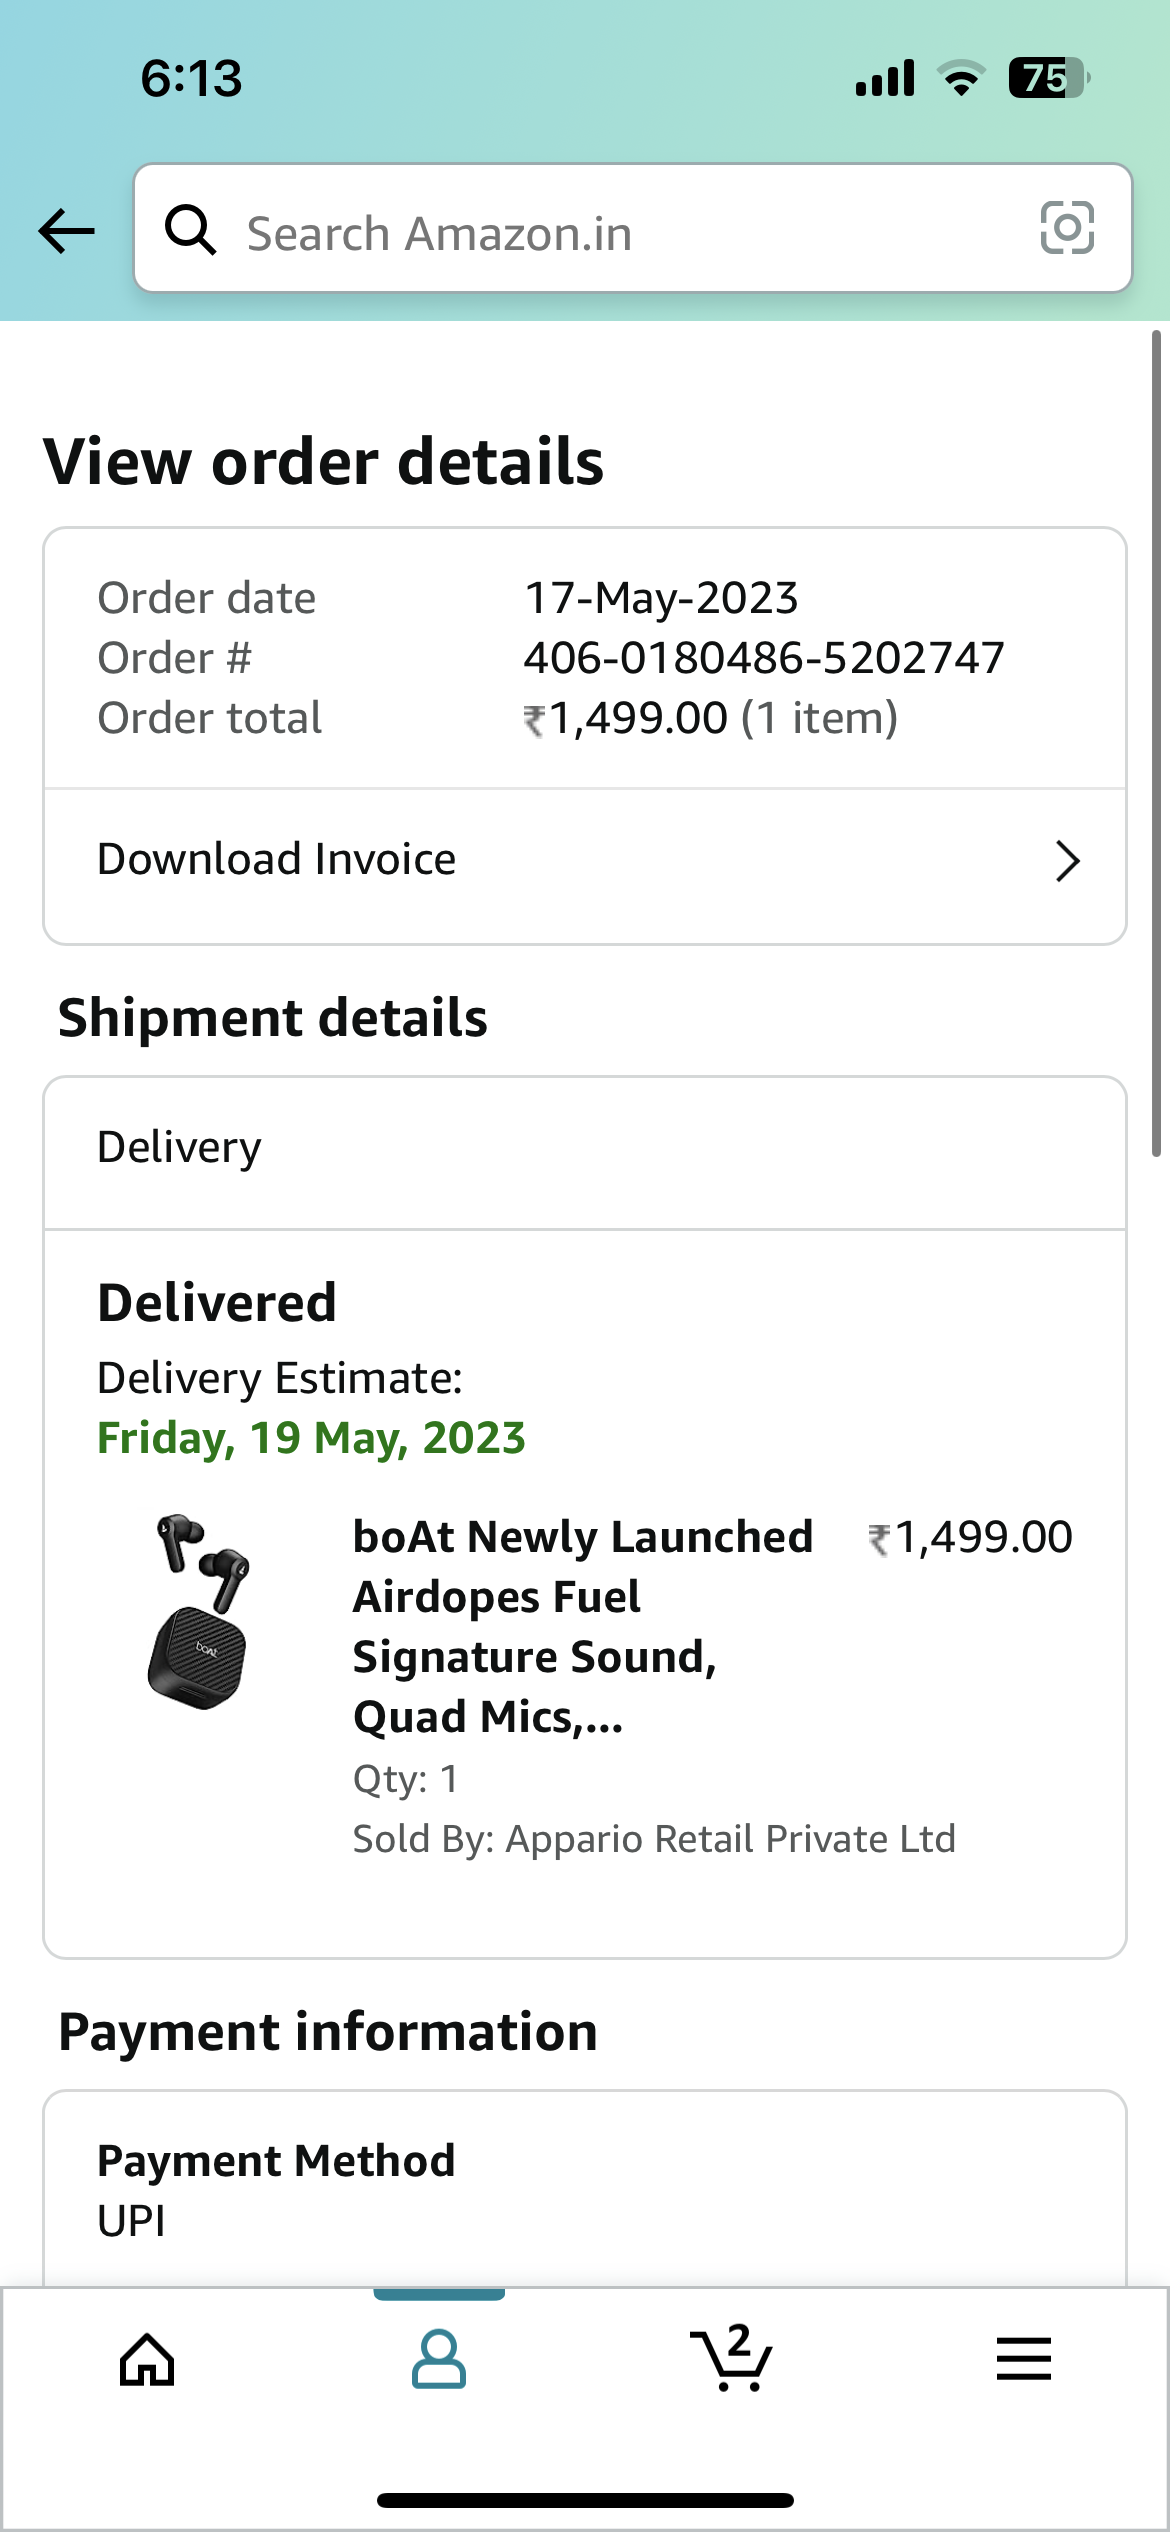 6:13
75
Search Amazon.in
View order details
Order date 17-May-2023
Order # 406-0180486-5202747
Order total ₹1,499.00 (1 item)
Download Invoice
Shipment details
Delivery
Delivered
Delivery Estimate:
Friday, 19 May, 2023
boAt Newly Launched ₹1,499.00
Airdopes Fuel
Signature Sound,
Quad Mics,...
boAt
Qty: 1
Sold By: Appario Retail Private Ltd
Payment information
Payment Method
UPI
2